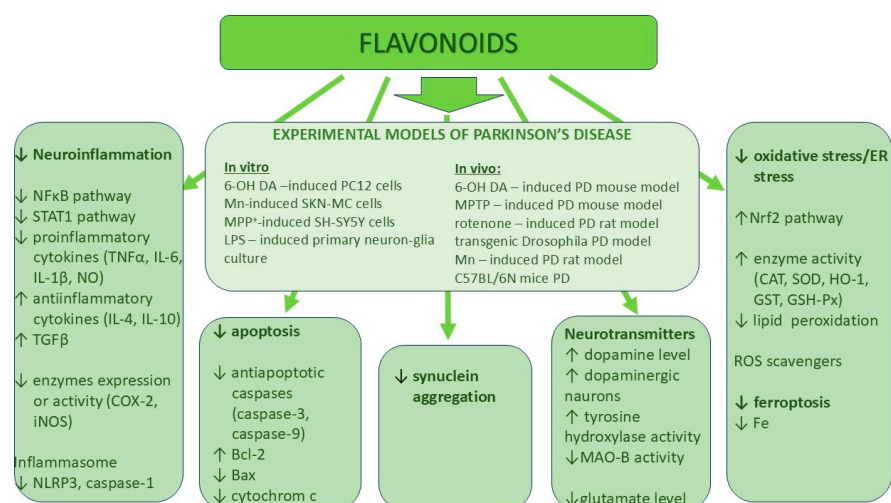 FLAVONOIDS
EXPERIMENTAL MODELS OF PARKINSON'S DISEASE
In vitro
6-OH DA –induced PC12 cells
Mn-induced SKN-MC cells
MPP⁺-induced SH-SY5Y cells
LPS – induced primary neuron-glia
culture
In vivo:
6-OH DA – induced PD mouse model
MPTP – induced PD mouse model
rotenone – induced PD rat model
transgenic Drosophila PD model
Mn – induced PD rat model
C57BL/6N mice PD
↓ Neuroinflammation
↓ NFκB pathway
↓ STAT1 pathway
↓ proinflammatory
cytokines (TNFα, IL-6,
IL-1β, NO)
↑ antiinflammatory
cytokines (IL-4, IL-10)
↑ TGFβ
↓ enzymes expression
or activity (COX-2,
iNOS)
Inflammasome
↓ NLRP3, caspase-1
↓ apoptosis
↓ antiapoptotic
caspases
(caspase-3,
caspase-9)
↑ Bcl-2
↓ Bax
↓ cytochrom c
↓ synuclein
aggregation
Neurotransmitters
↑ dopamine level
↑ dopaminergic
naurons
↑ tyrosine
hydroxylase activity
↓MAO-B activity
↓glutamate level
↓ oxidative stress/ER
stress
↑Nrf2 pathway
↑ enzyme activity
(CAT, SOD, HO-1,
GST, GSH-Px)
↓ lipid peroxidation
ROS scavengers
↓ ferroptosis
↓ Fe